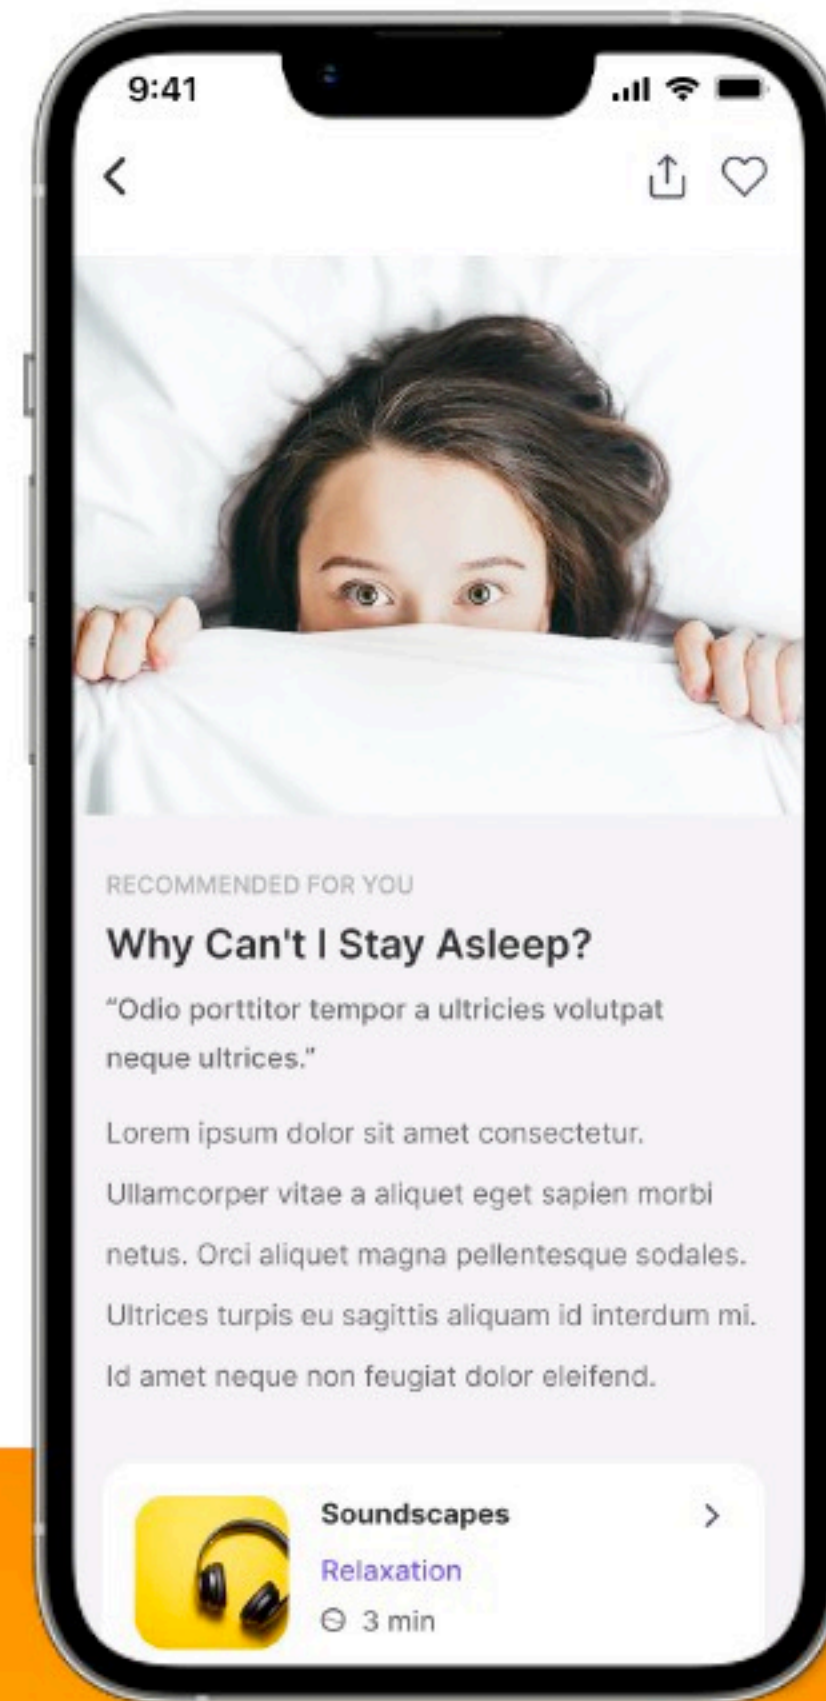 9:41
RECOMMENDED FOR YOU
Why Can't I Stay Asleep?
“Odio porttitor tempor a ultricies volutpat
neque ultrices.”
Lorem ipsum dolor sit amet consectetur.
Ullamcorper vitae a aliquet eget sapien morbi
netus. Orci aliquet magna pellentesque sodales.
Ultrices turpis eu sagittis aliquam id interdum mi.
Id amet neque non feugiat dolor eleifend.
Soundscapes
Relaxation
3 min